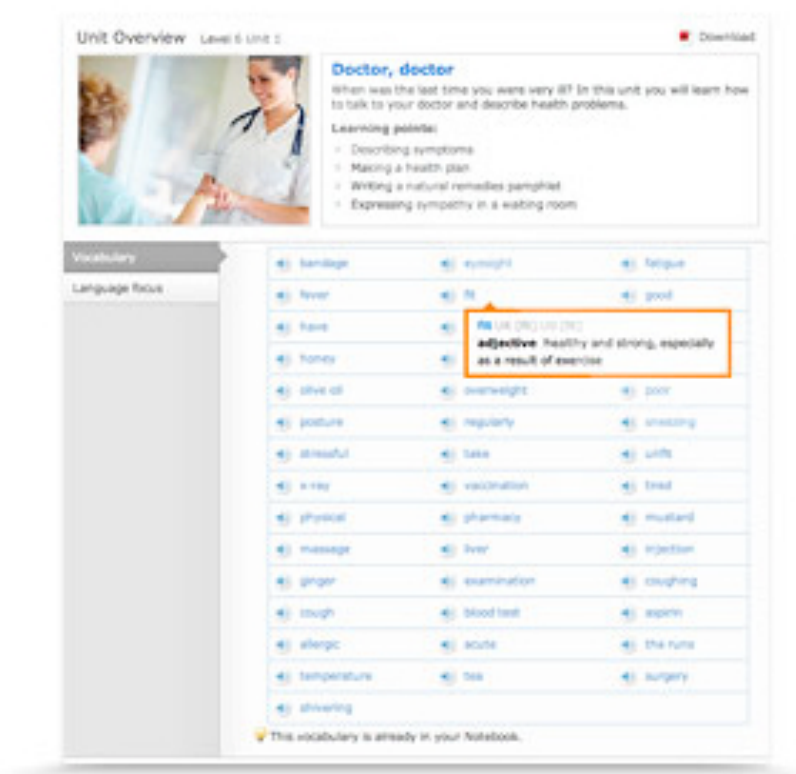 Unit Overview Level 6 Unit
Download
Doctor, doctor
When was the last time you were very ill? In this unit you will learn how
to talk to your doctor and describe health problems.
Learning points:
Describing symptoms
Making a health plan
Writing a natural remedies pamphlet
Expressing sympathy in a waiting room
Vocabulary
Language focus
bandage eyesight fatigue
fever fit good
have
fit UK US
adjective healthy and strong, especially
as a result of exercise
honey
olive oil overweight poor
posture regularly sneezing
stressful take unfit
x-ray vaccination tired
physical pharmacy mustard
massage liver injection
ginger examination coughing
cough blood test aspirin
allergic acute the runs
temperature tea surgery
shivering
This vocabulary is already in your Notebook.